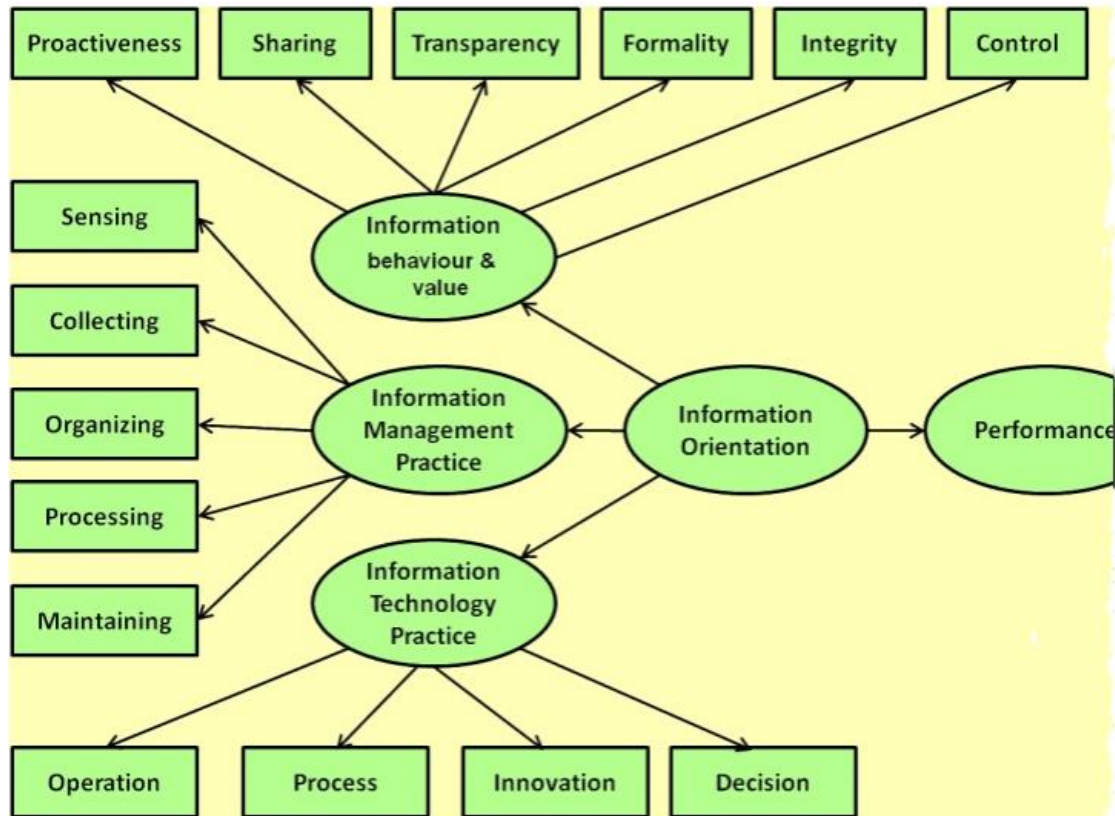 Proactiveness
Sharing
Transparency
Formality
Integrity
Control
Sensing
Information
behaviour &
value
Collecting
Organizing
Information
Management
Practice
Information
Orientation
Performance
Processing
Information
Technology
Practice
Maintaining
Operation
Process
Innovation
Decision